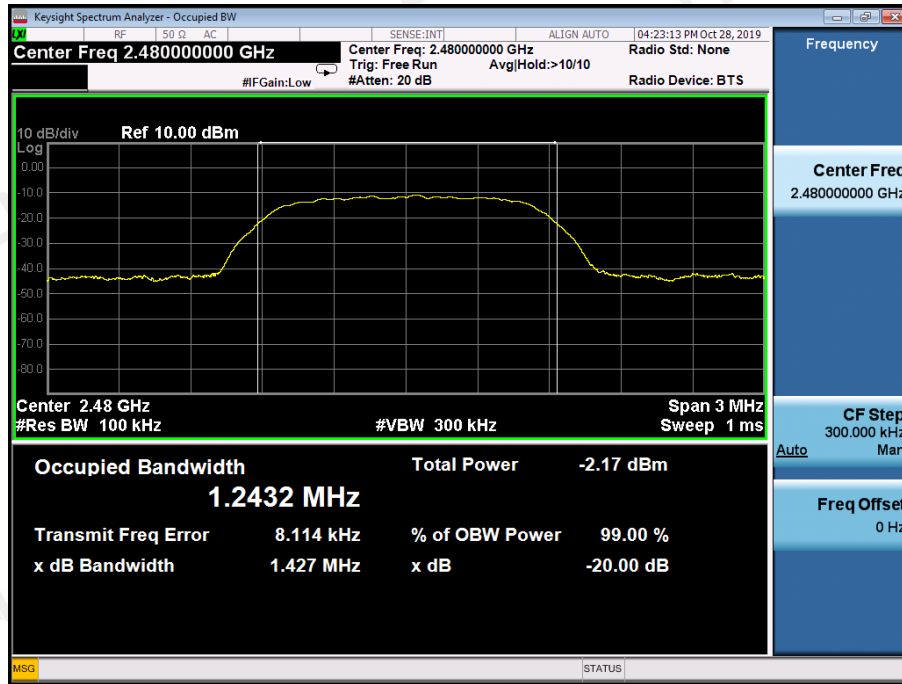 Keysight Spectrum Analyzer - Occupied BW
LXI RF 50 Ω AC SENSE:INT ALIGN AUTO 04:23:13 PM Oct 28, 2019
Center Freq 2.480000000 GHz
Center Freq: 2.480000000 GHz
Radio Std: None
Trig: Free Run Avg|Hold:>10/10
#IFGain:Low
#Atten: 20 dB
Radio Device: BTS
10 dB/div Ref 10.00 dBm
Log
0.00
-10.0
-20.0
-30.0
-40.0
-50.0
-60.0
-70.0
-80.0
Center 2.48 GHz Span 3 MHz
#Res BW 100 kHz #VBW 300 kHz Sweep 1 ms
Occupied Bandwidth Total Power -2.17 dBm
1.2432 MHz
Transmit Freq Error 8.114 kHz % of OBW Power 99.00 %
x dB Bandwidth 1.427 MHz x dB -20.00 dB
Frequency
Center Freq
2.480000000 GHz
CF Step
300.000 kHz
Auto Man
Freq Offset
0 Hz
MSG STATUS